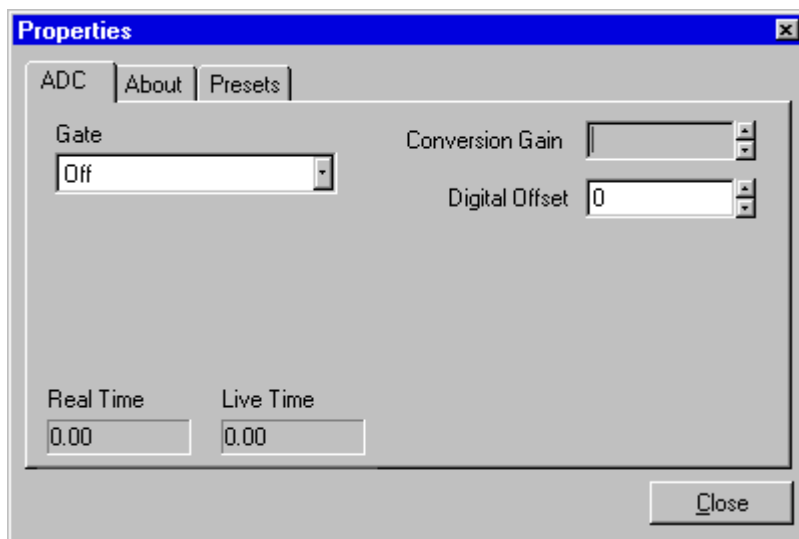 Properties
ADC About Presets
Gate
Off
Conversion Gain
Digital Offset 0
Real Time Live Time
0.00 0.00
Close